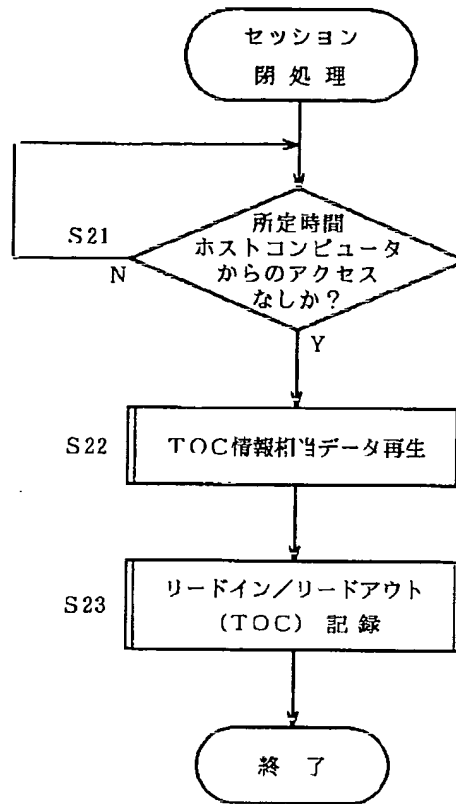 セッション
閉処理
S21
所定時間
ホストコンピュータ
からのアクセス
なしか？
N
Y
S22
TOC情報相当データ再生
S23
リードイン／リードアウト
（TOC）記録
終了